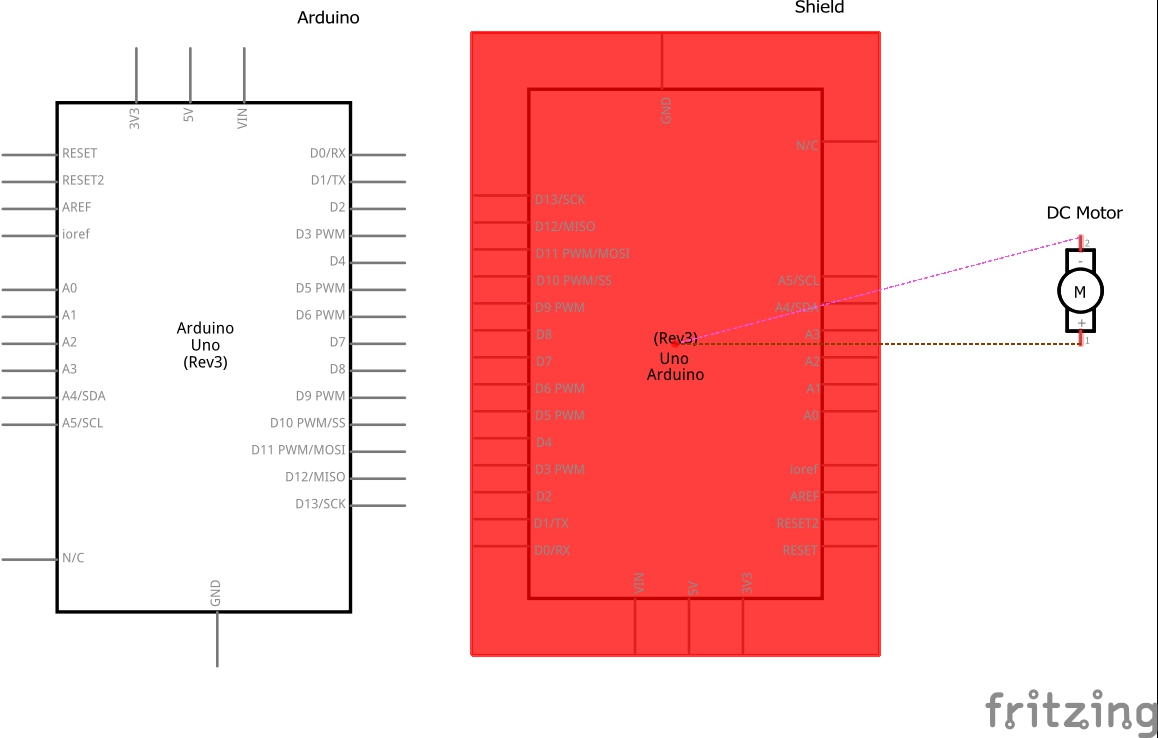 Arduino
3V3
5V
VIN
RESET
RESET2
AREF
ioref
A0
A1
A2
A3
A4/SDA
A5/SCL
N/C
D0/RX
D1/TX
D2
D3 PWM
D4
D5 PWM
D6 PWM
D7
D8
D9 PWM
D10 PWM/SS
D11 PWM/MOSI
D12/MISO
D13/SCK
Arduino
Uno
(Rev3)
GND
Shield
GND
N/C
D13/SCK
D12/MISO
D11 PWM/MOSI
D10 PWM/SS
D9 PWM
D8
D7
D6 PWM
D5 PWM
D4
D3 PWM
D2
D1/TX
D0/RX
(Rev3)
Uno
Arduino
A5/SCL
A4/SDA
A3
A2
A1
A0
ioref
AREF
RESET2
RESET
VIN
5V
3V3
DC Motor
2
-
M
+
1
fritzing